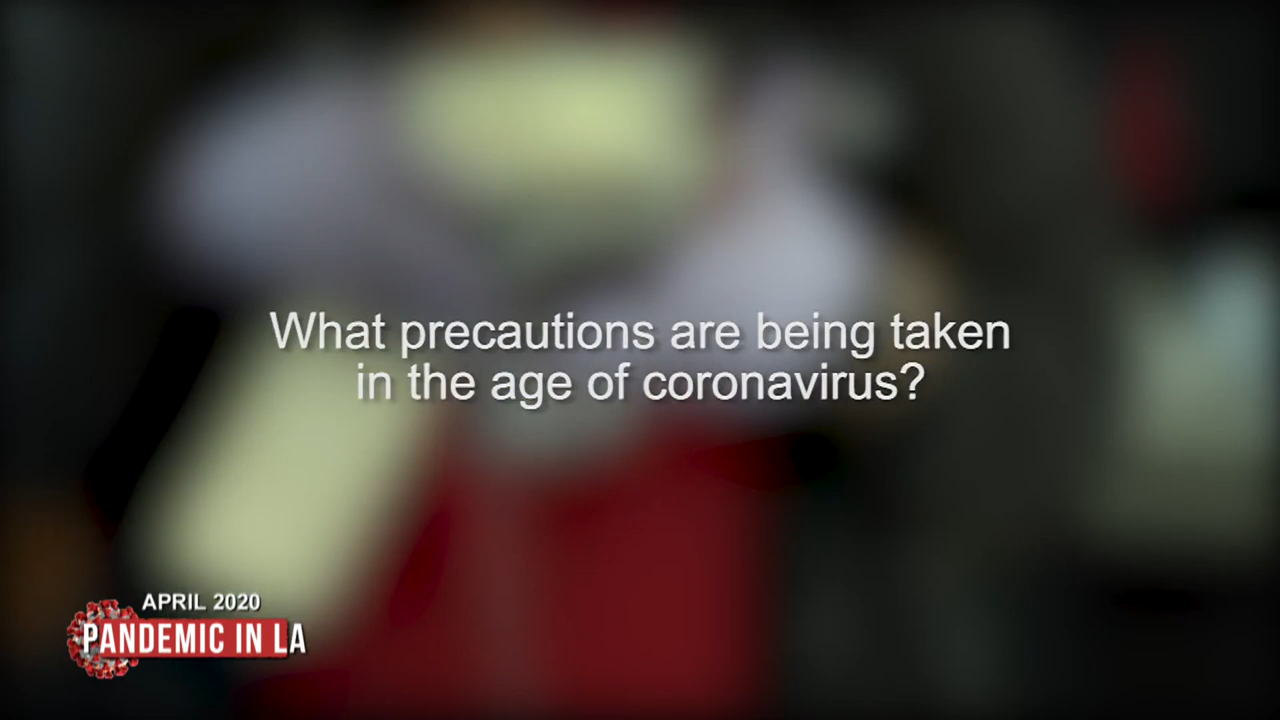 What precautions are being taken
in the age of coronavirus?
APRIL 2020
PANDEMIC IN LA